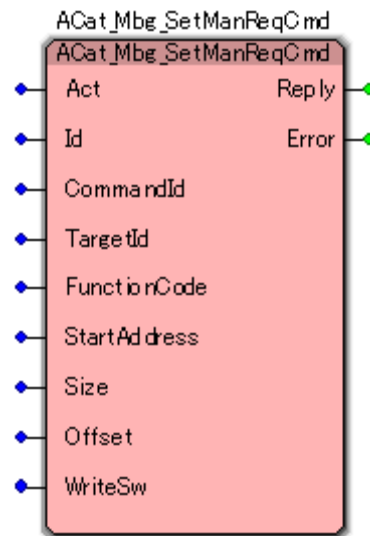 ACat_Mbg_SetManReqCmd
ACat_Mbg_SetManReqCmd
Act Reply
Id Error
CommandId
TargetId
FunctionCode
StartAddress
Size
Offset
WriteSw